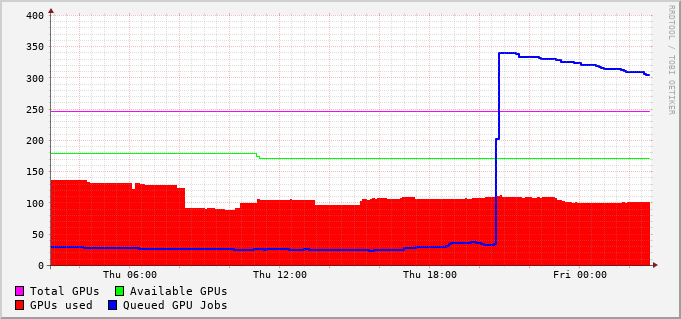 400
350
300
250
200
150
100
50
0
Thu 06:00 Thu 12:00 Thu 18:00 Fri 00:00
Total GPUs Available GPUs
GPUs used Queued GPU Jobs
RRDTOOL / TOBI OETIKER